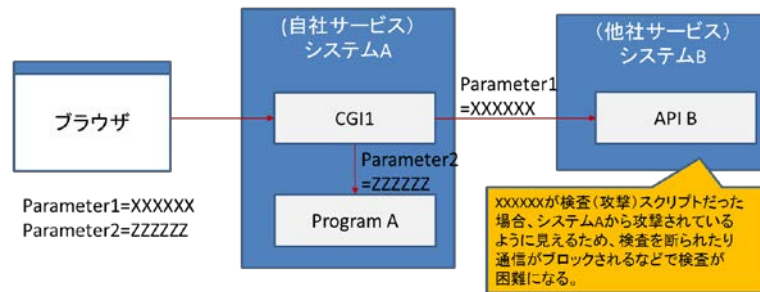 (自社サービス)
システムA
(他社サービス)
システムB
ブラウザ
CGI1
Parameter1
=XXXXXX
API B
Parameter2
=ZZZZZZ
Program A
Parameter1=XXXXXX
Parameter2=ZZZZZZ
XXXXXXが検査(攻撃)スクリプトだった
場合、システムAから攻撃されている
ように見えるため、検査を断られたり
通信がブロックされるなどで検査が
困難になる。